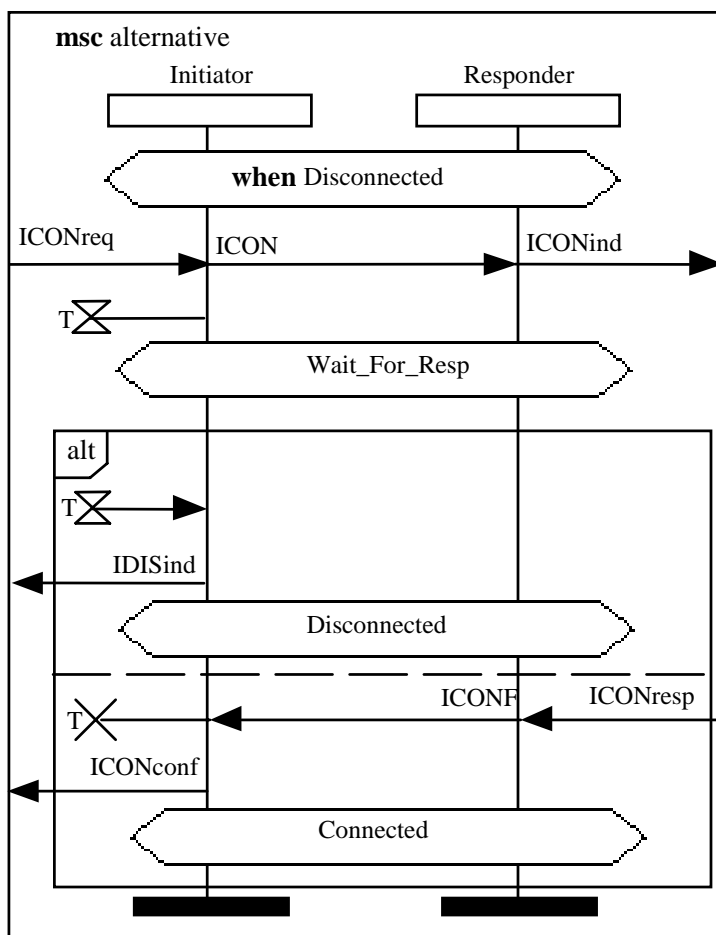 msc alternative
Initiator Responder
when Disconnected
ICONreq ICON ICONind
T
Wait_For_Resp
alt
T
IDISind
Disconnected
T ICONF ICONresp
ICONconf
Connected